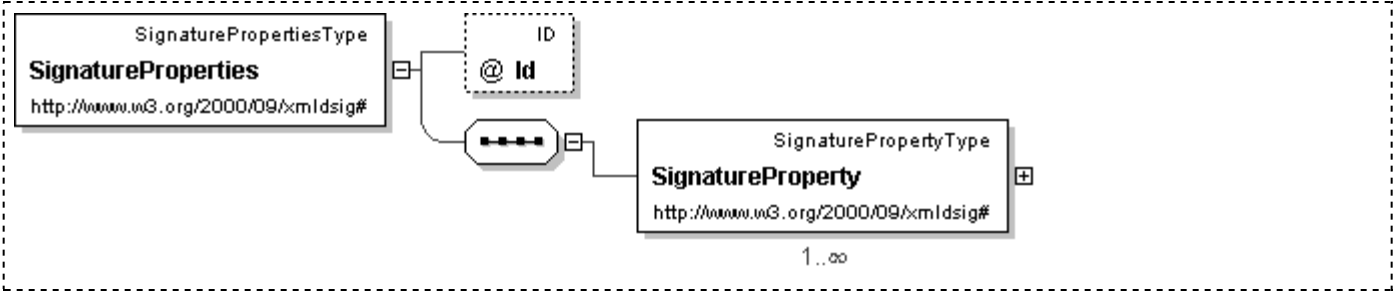 SignaturePropertiesType
SignatureProperties
http://www.w3.org/2000/09/xmldsig#
ID
@ Id
SignaturePropertyType
SignatureProperty
http://www.w3.org/2000/09/xmldsig#
1..∞